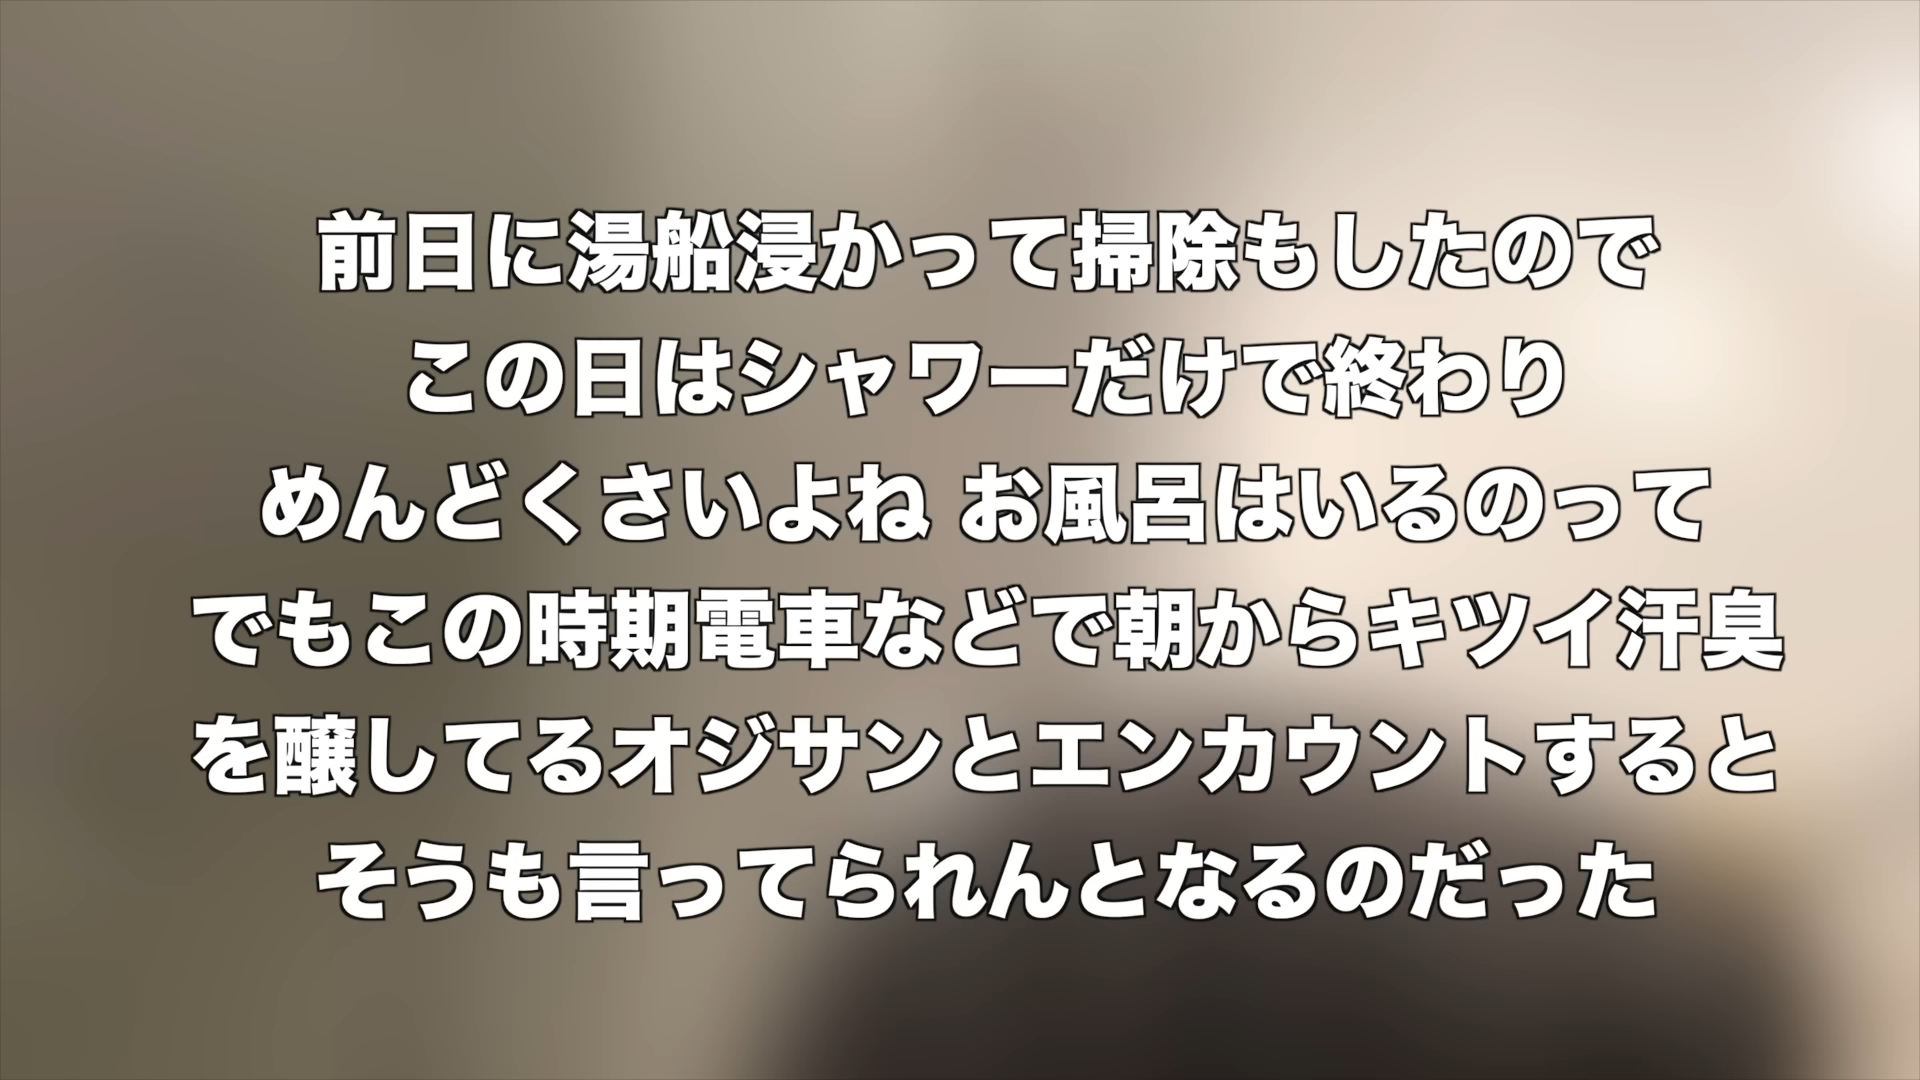 前日に湯船浸かって掃除もしたので
この日はシャワーだけで終わり
めんどくさいよね お風呂はいるのって
でもこの時期電車などで朝からキツイ汗臭
を醸してるオジサンとエンカウントすると
そうも言ってられんとなるのだった